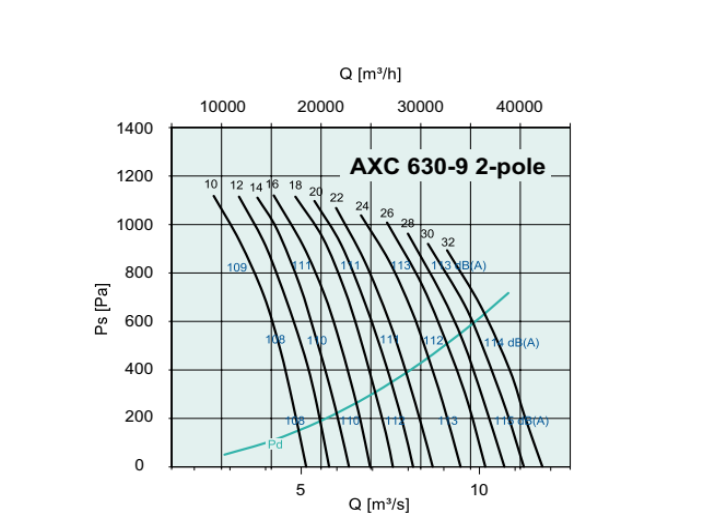 Q [m³/h]
10000 20000 30000 40000
1400
AXC 630-9 2-pole
1200
10 12 14 16 18 20 22 24 26 28 30 32
1000
109 111 111 113 113 dB(A)
800
Ps [Pa]
600
108 110 111 112 114 dB(A)
400
200
108 110 112 113 115 dB(A)
Pd
0
5 10
Q [m³/s]